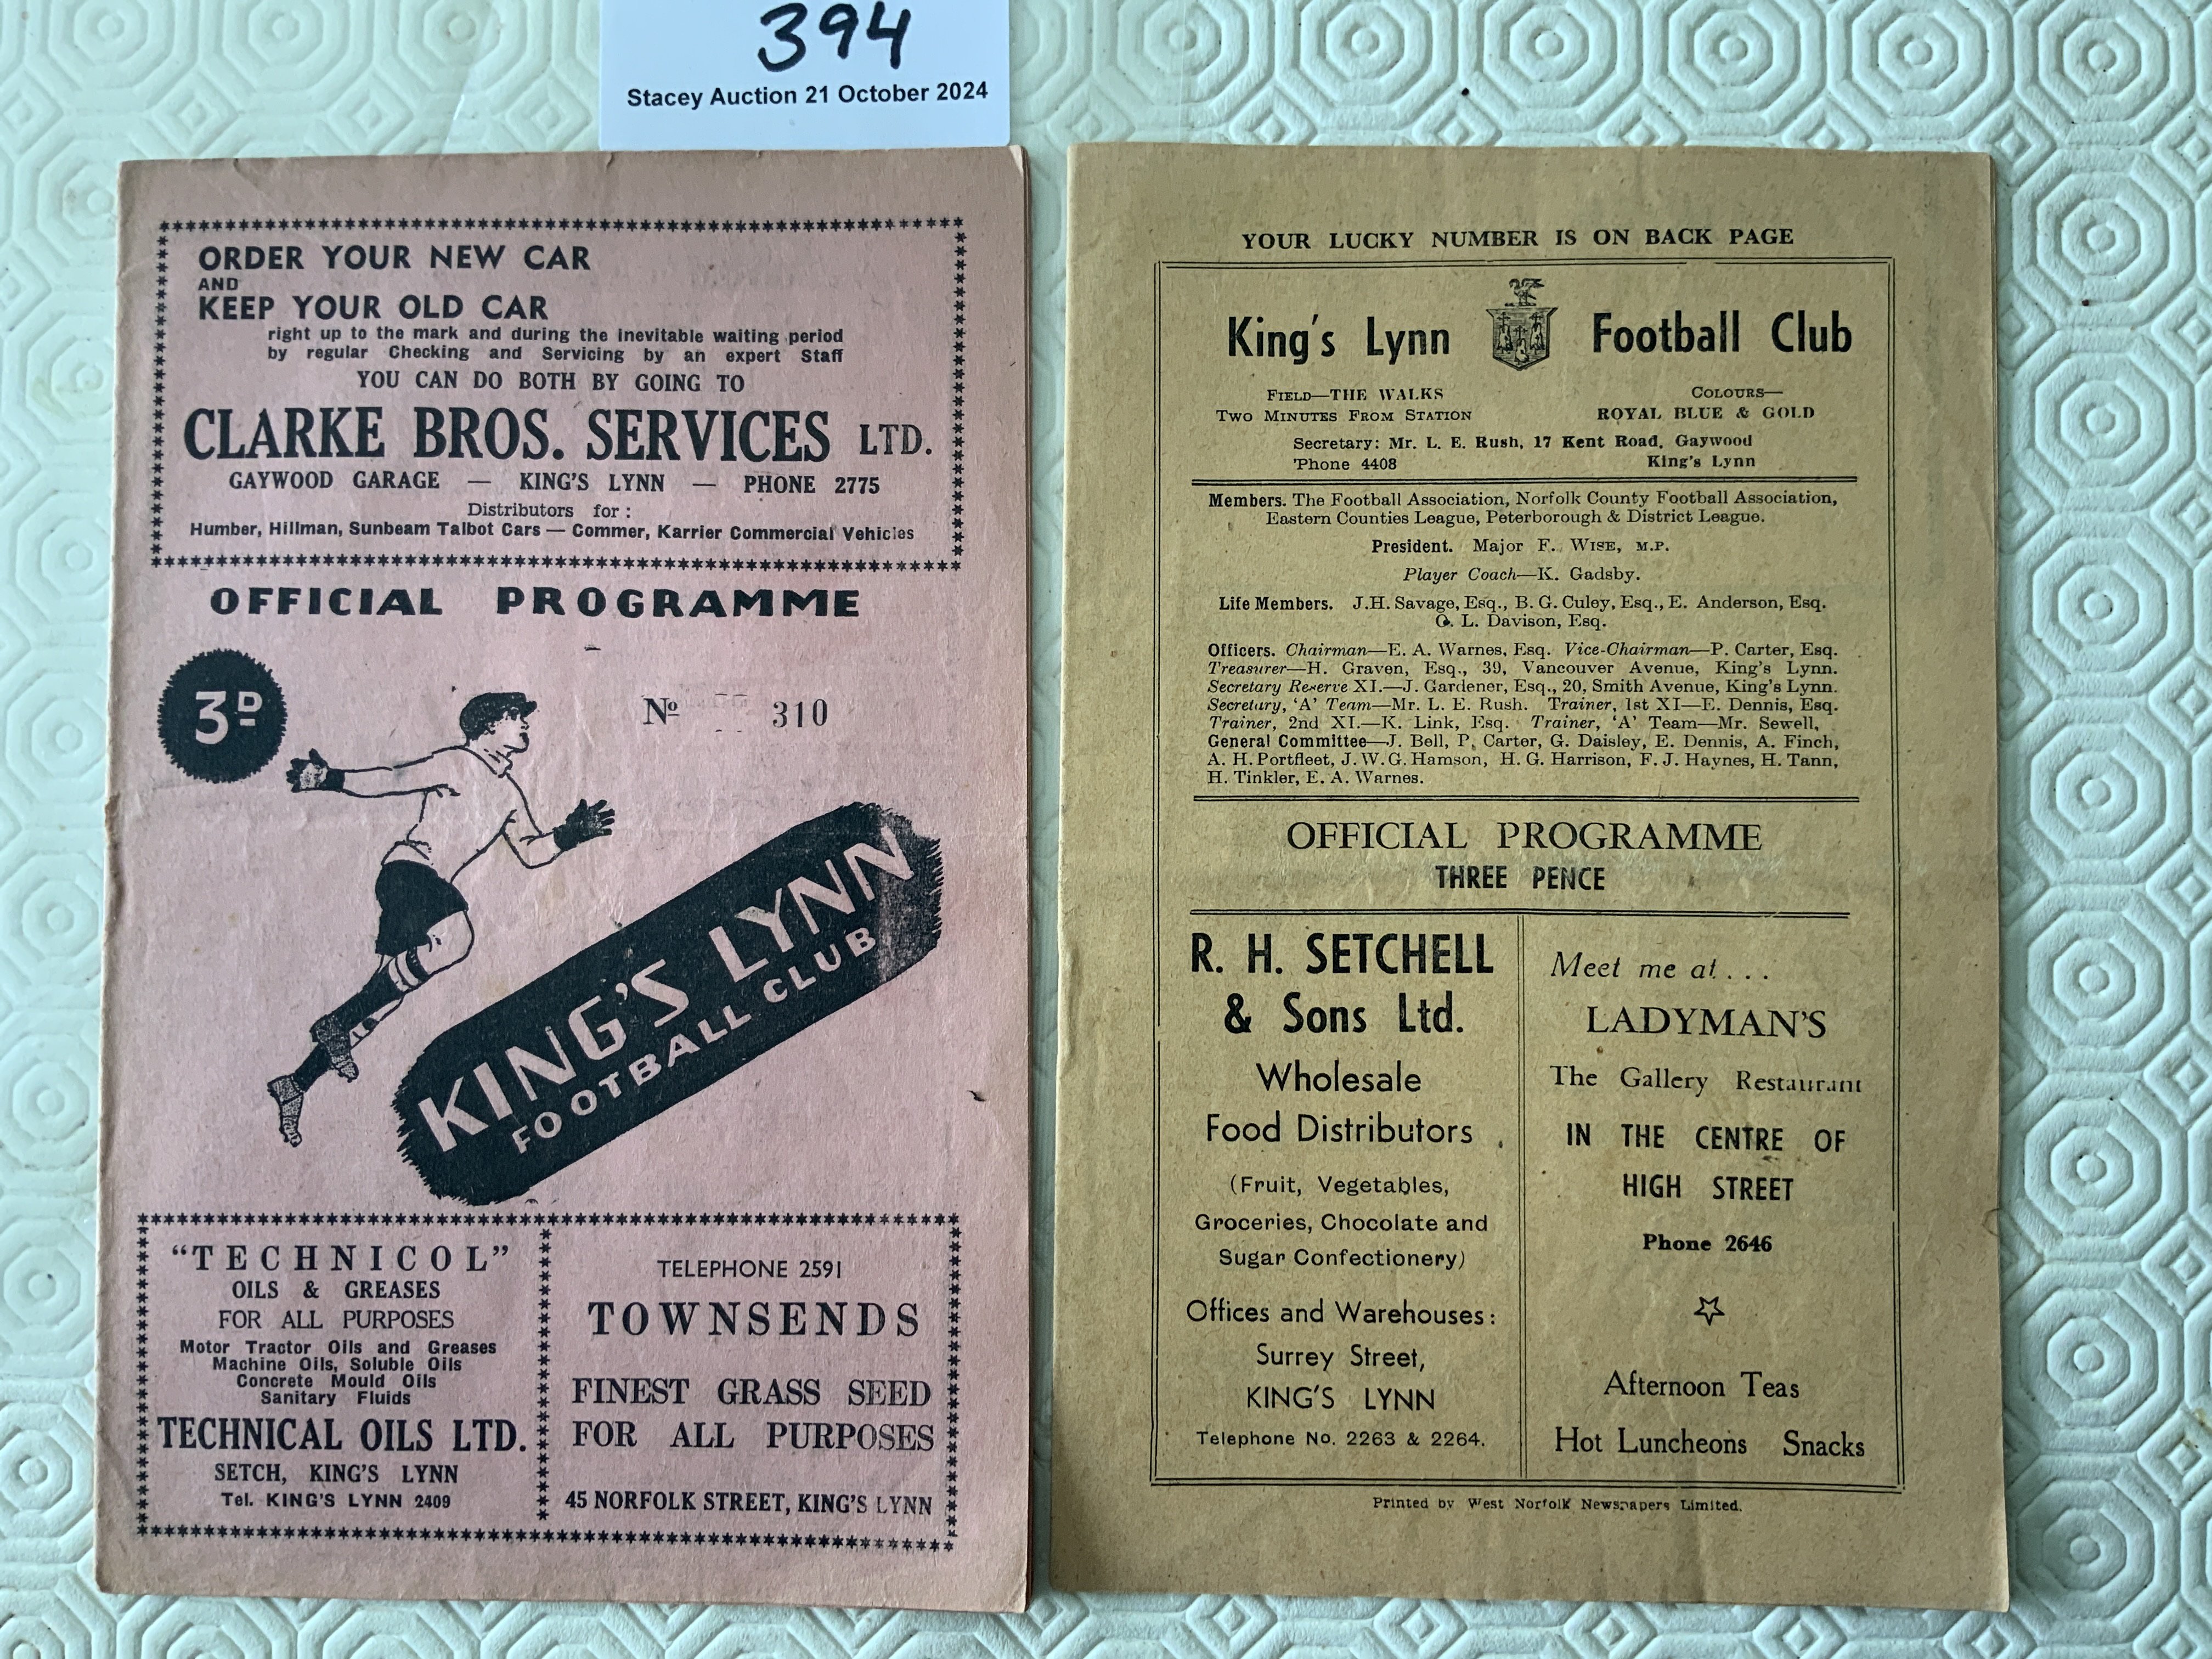 394
Stacey Auction 21 October 2024
ORDER YOUR NEW CAR
AND
KEEP YOUR OLD CAR
right up to the mark and during the inevitable waiting period
by regular Checking and Servicing by an expert Staff
YOU CAN DO BOTH BY GOING TO
CLARKE BROS. SERVICES LTD.
GAYWOOD GARAGE — KING'S LYNN — PHONE 2775
Distributors for :
Humber, Hillman, Sunbeam Talbot Cars — Commer, Karrier Commercial Vehicles
OFFICIAL PROGRAMME
3D
Nº 310
KING'S LYNN
FOOTBALL CLUB
"TECHNICOL"
OILS & GREASES
FOR ALL PURPOSES
Motor Tractor Oils and Greases
Machine Oils, Soluble Oils
Concrete Mould Oils
Sanitary Fluids
TECHNICAL OILS LTD.
SETCH, KING'S LYNN
Tel. KING'S LYNN 2409
TELEPHONE 2591
TOWNSENDS
FINEST GRASS SEED
FOR ALL PURPOSES
45 NORFOLK STREET, KING'S LYNN
YOUR LUCKY NUMBER IS ON BACK PAGE
King's Lynn Football Club
FIELD—THE WALKS
TWO MINUTES FROM STATION
COLOURS—
ROYAL BLUE & GOLD
Secretary: Mr. L. E. Rush, 17 Kent Road, Gaywood
'Phone 4408 King's Lynn
Members. The Football Association, Norfolk County Football Association,
Eastern Counties League, Peterborough & District League.
President. Major F. WISE, M.P.
Player Coach—K. Gadsby.
Life Members. J.H. Savage, Esq., B. G. Culey, Esq., E. Anderson, Esq.
O. L. Davison, Esq.
Officers. Chairman—E. A. Warnes, Esq. Vice-Chairman—P. Carter, Esq.
Treasurer—H. Graven, Esq., 39, Vancouver Avenue, King's Lynn.
Secretary Reserve XI.—J. Gardener, Esq., 20, Smith Avenue, King's Lynn.
Secretary, 'A' Team—Mr. L. E. Rush. Trainer, 1st XI—E. Dennis, Esq.
Trainer, 2nd XI.—K. Link, Esq. Trainer, 'A' Team—Mr. Sewell,
General Committee—J. Bell, P. Carter, G. Daisley, E. Dennis, A. Finch,
A. H. Portfleet, J. W. G. Hamson, H. G. Harrison, F. J. Haynes, H. Tann,
H. Tinkler, E. A. Warnes.
OFFICIAL PROGRAMME
THREE PENCE
R. H. SETCHELL
& Sons Ltd.
Wholesale
Food Distributors
(Fruit, Vegetables,
Groceries, Chocolate and
Sugar Confectionery)
Offices and Warehouses:
Surrey Street,
KING'S LYNN
Telephone No. 2263 & 2264.
Meet me at . . .
LADYMAN'S
The Gallery Restaurant
IN THE CENTRE OF
HIGH STREET
Phone 2646
Afternoon Teas
Hot Luncheons Snacks
Printed by West Norfolk Newspapers Limited.